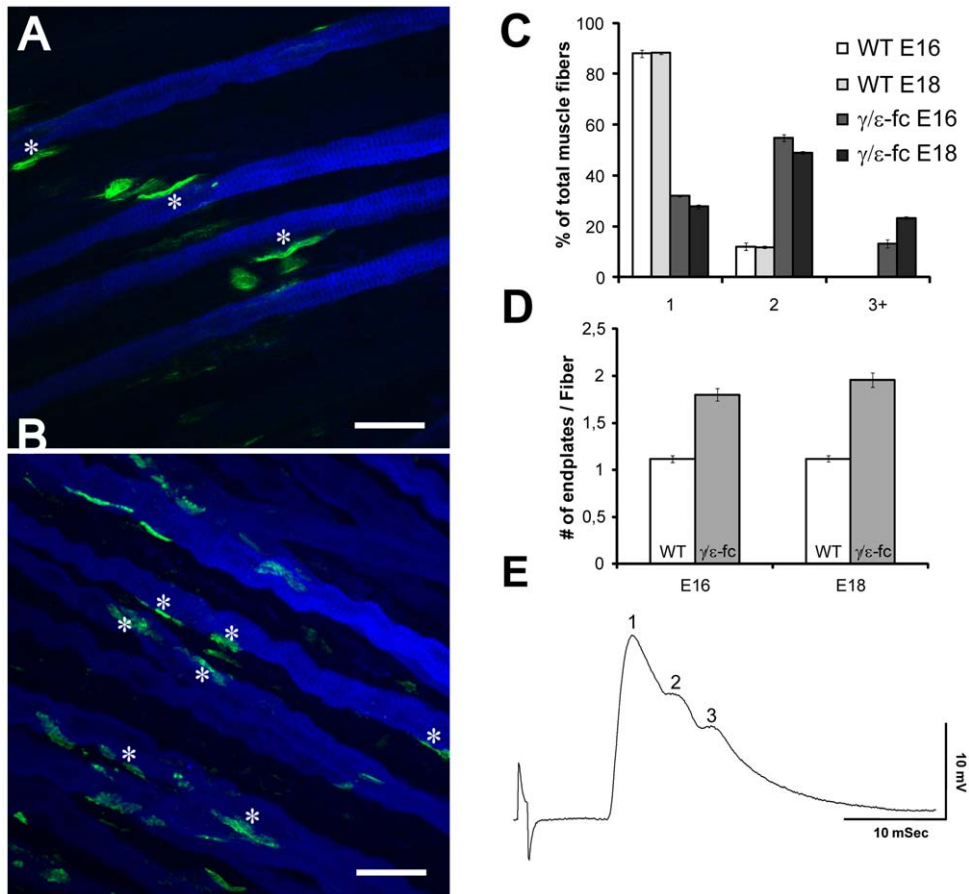 A
*
*
*
B
*
*
*
*
*
*
*
C
% of total muscle fibers
100
80
60
40
20
0
WT E16
WT E18
γ/ε-fc E16
γ/ε-fc E18
1 2 3+
D
# of endplates / Fiber
2,5
2
1,5
1
0,5
0
WT γ/ε-fc WT γ/ε-fc
E16 E18
E
1
2
3
10 mV
10 mSec